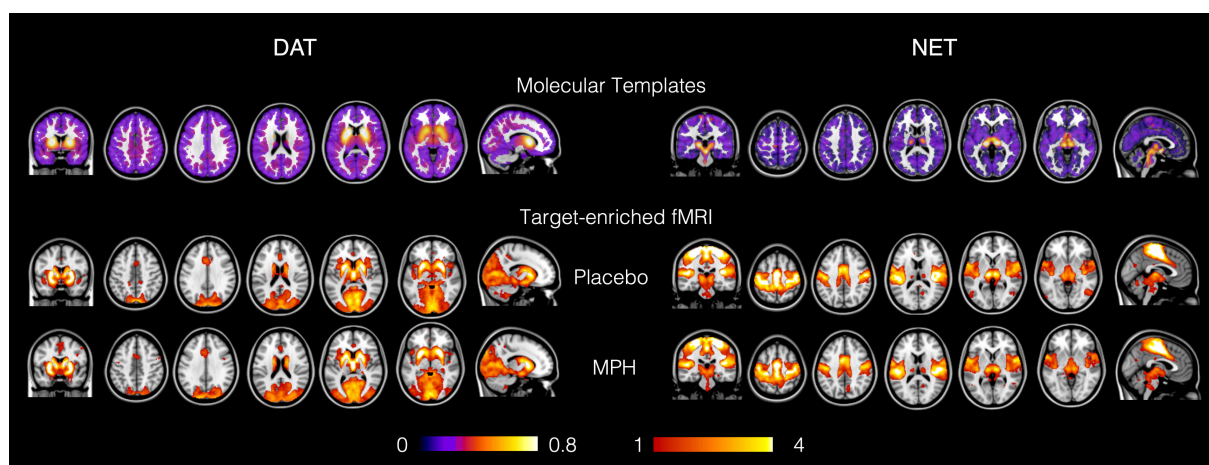 DAT NET
Molecular Templates
Target-enriched fMRI
Placebo
MPH
0 0.8 1 4